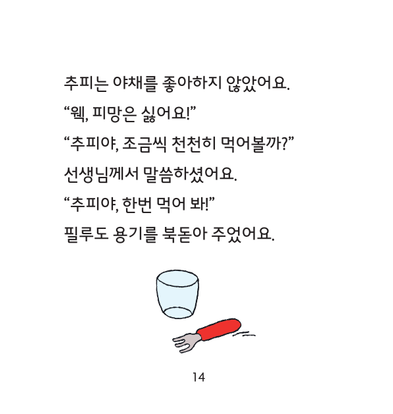 추피는 야채를 좋아하지 않았어요.
“웩, 피망은 싫어요!”
“추피야, 조금씩 천천히 먹어볼까?”
선생님께서 말씀하셨어요.
“추피야, 한번 먹어 봐!”
필루도 용기를 북돋아 주었어요.
14